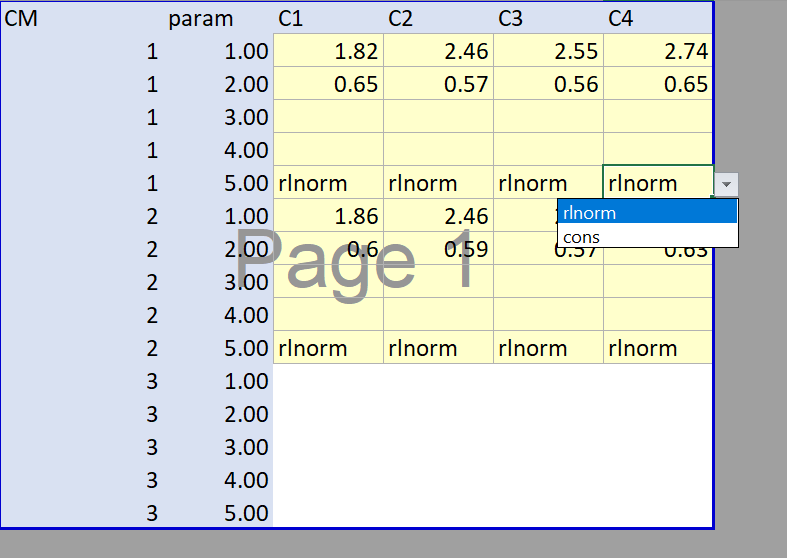 CM param C1 C2 C3 C4
1 1.00 1.82 2.46 2.55 2.74
1 2.00 0.65 0.57 0.56 0.65
1 3.00
1 4.00
1 5.00 rlnorm rlnorm rlnorm rlnorm
rlnorm
cons
2 1.00 1.86 2.46
2 2.00 0.6 0.59 0.57 0.63
Page 1
2 3.00
2 4.00
2 5.00 rlnorm rlnorm rlnorm rlnorm
3 1.00
3 2.00
3 3.00
3 4.00
3 5.00